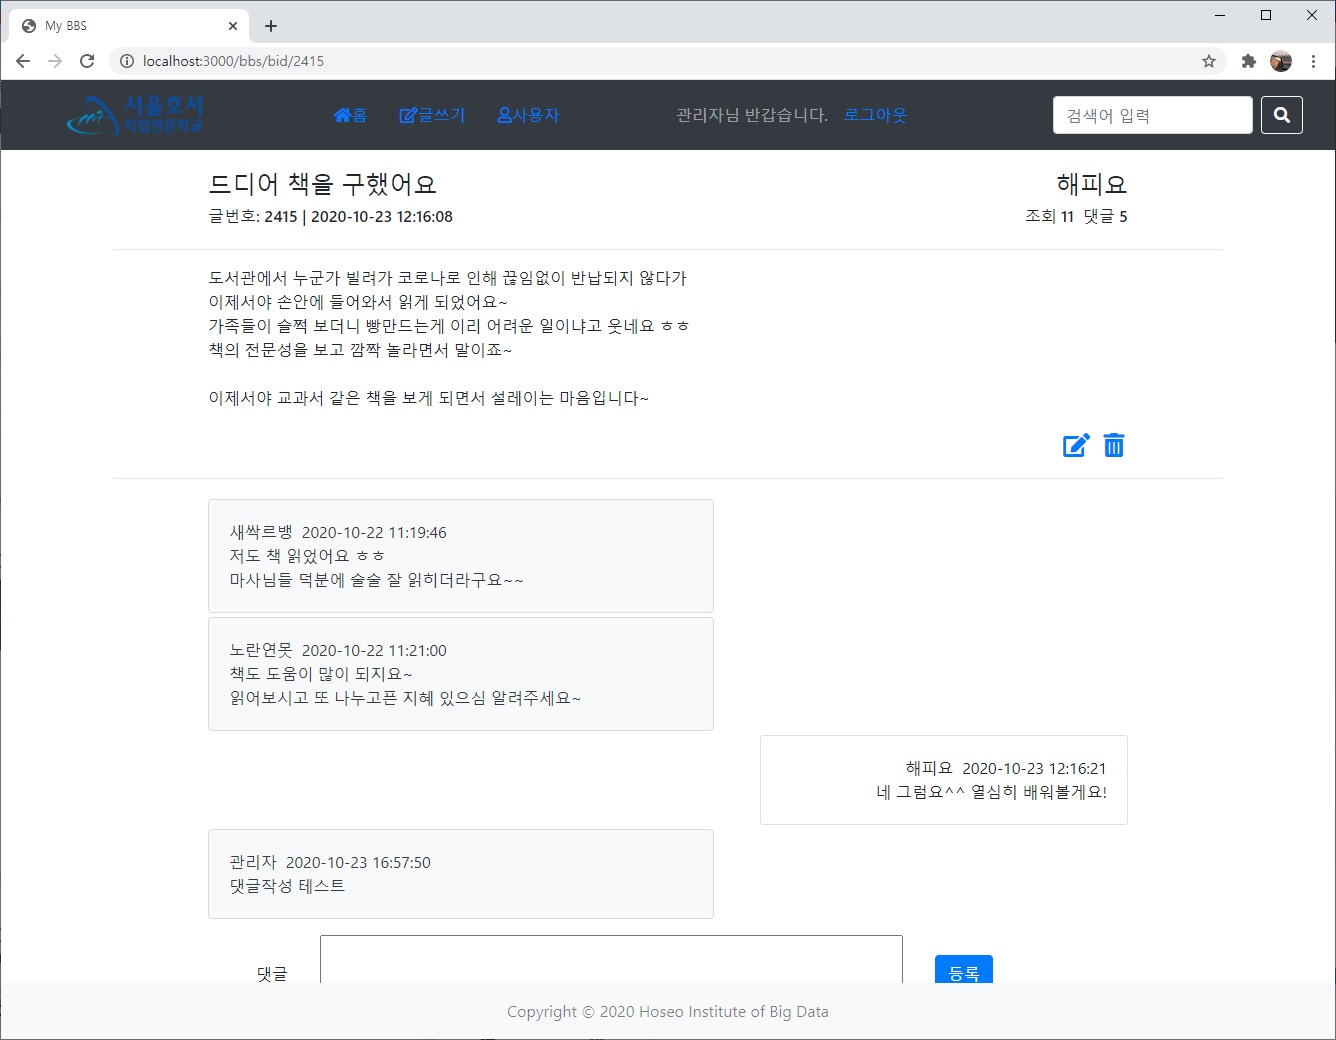 My BBS
localhost:3000/bbs/bid/2415
서울호서
직업전문학교
홈 글쓰기 사용자 관리자님 반갑습니다. 로그아웃 검색어 입력
드디어 책을 구했어요 해피요
글번호: 2415 | 2020-10-23 12:16:08 조회 11 댓글 5
도서관에서 누군가 빌려가 코로나로 인해 끊임없이 반납되지 않다가
이제서야 손안에 들어와서 읽게 되었어요~
가족들이 슬쩍 보더니 빵만드는게 이리 어려운 일이냐고 웃네요 ㅎㅎ
책의 전문성을 보고 깜짝 놀라면서 말이죠~
이제서야 교과서 같은 책을 보게 되면서 설레이는 마음입니다~
새싹르뱅 2020-10-22 11:19:46
저도 책 읽었어요 ㅎㅎ
마사님들 덕분에 술술 잘 읽히더라구요~~
노란연못 2020-10-22 11:21:00
책도 도움이 많이 되지요~
읽어보시고 또 나누고픈 지혜 있으심 알려주세요~
해피요 2020-10-23 12:16:21
네 그럼요^^ 열심히 배워볼게요!
관리자 2020-10-23 16:57:50
댓글작성 테스트
댓글 등록
Copyright © 2020 Hoseo Institute of Big Data